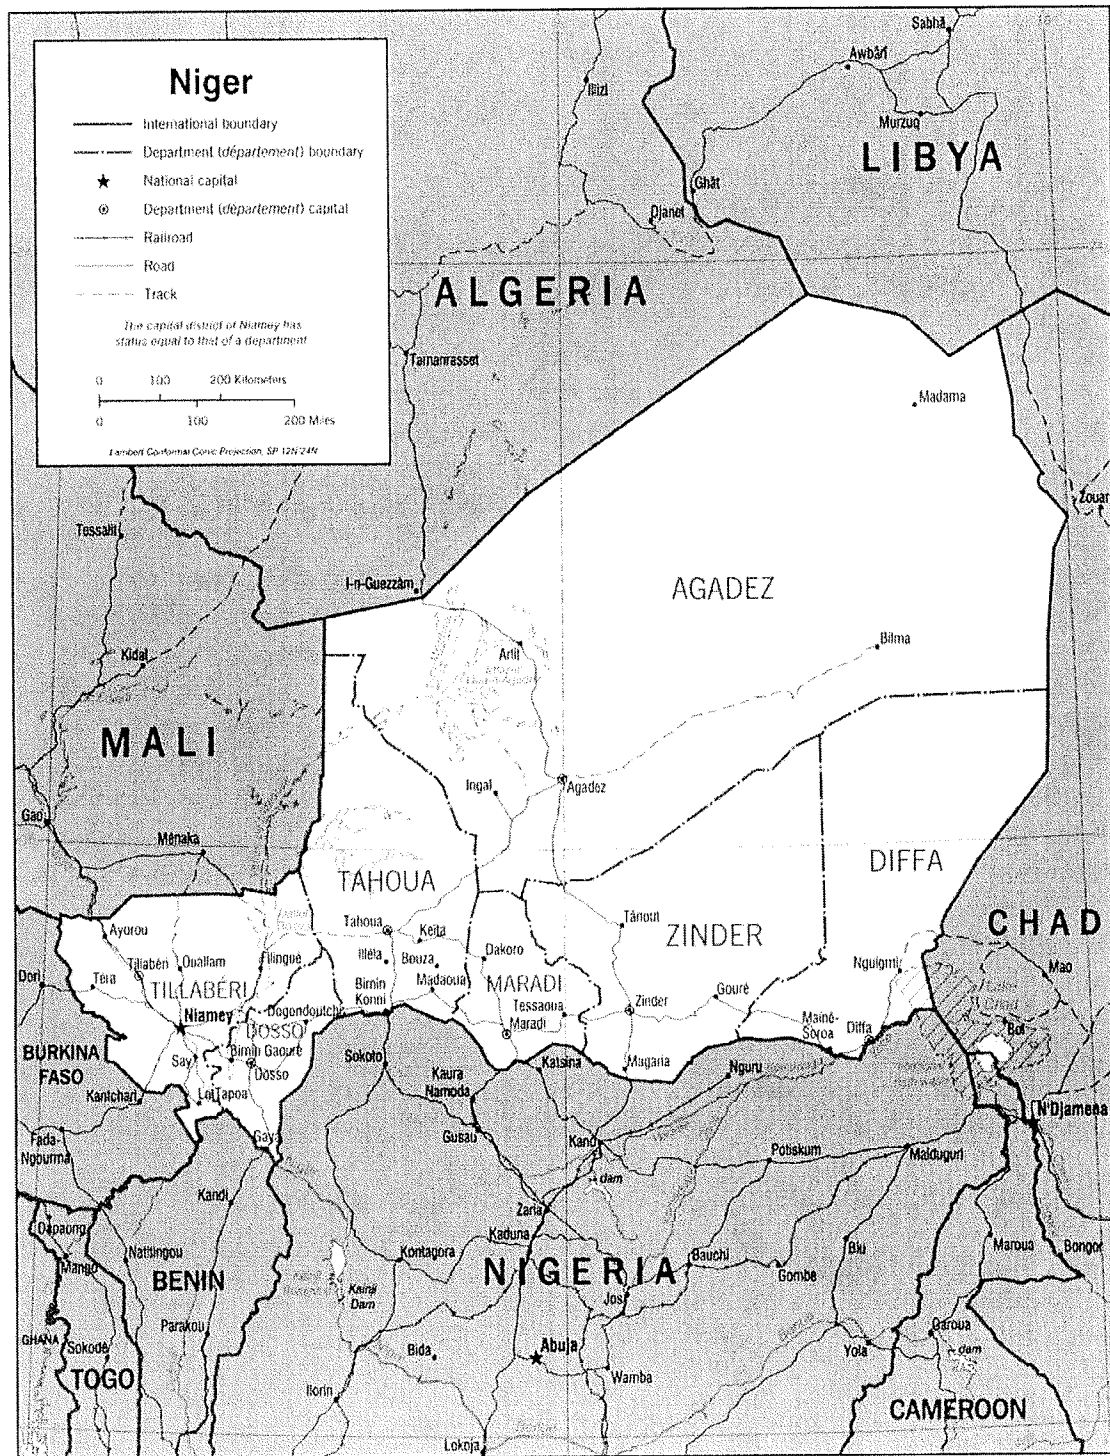 Niger
International boundary
Department (département) boundary
National capital
Department (département) capital
Railroad
Road
Track
The capital district of Niamey has
status equal to that of a department
0 100 200 Kilometers
0 100 200 Miles
Lambert Conformal Conic Projection, SP 12N/24N
Sabhā
Awbārī
Illizi
Murzuq
LIBYA
Ghāt
Djanet
ALGERIA
Tamanrasset
Madama
Zouar
Tessalit
I-n-Guezzâm
AGADEZ
Arlit
Bilma
Kidal
MALI
Ingal
Agadez
Gao
Ménaka
DIFFA
TAHOUA
CHAD
Tânout
Ayorou
Tahoua
Keita
ZINDER
Dakoro
Tillabéri
Ouallam
Filingué
Illéla
Bouza
Nguigmi
Mao
Dori
Téra
TILLABÉRI
Madaoua
MARADI
Birnin
Konni
Zinder
Gouré
Tessaoua
Niamey
Dogondoutchi
Maradi
Mainé-
Soroa
Diffa
Bol
DOSSO
Say
Birnin Gaouré
Dosso
BURKINA
FASO
Sokoto
Katsina
Magaria
Nguru
Kaura
Namoda
Kantchari
La Tapoa
N'Djamena
Gusau
Gaya
Kano
Fada-
Ngourma
Potiskum
Maiduguri
dam
Kandi
Zaria
Dapaong
Kaduna
Natitingou
Kontagora
Bauchi
Biu
Maroua
Bongor
Mango
BENIN
NIGERIA
Gombe
Kainji
Dam
Jos
GHANA
Parakou
Garoua
Sokodé
Bida
Abuja
Yola
dam
TOGO
Wamba
Ilorin
CAMEROON
Lokoja